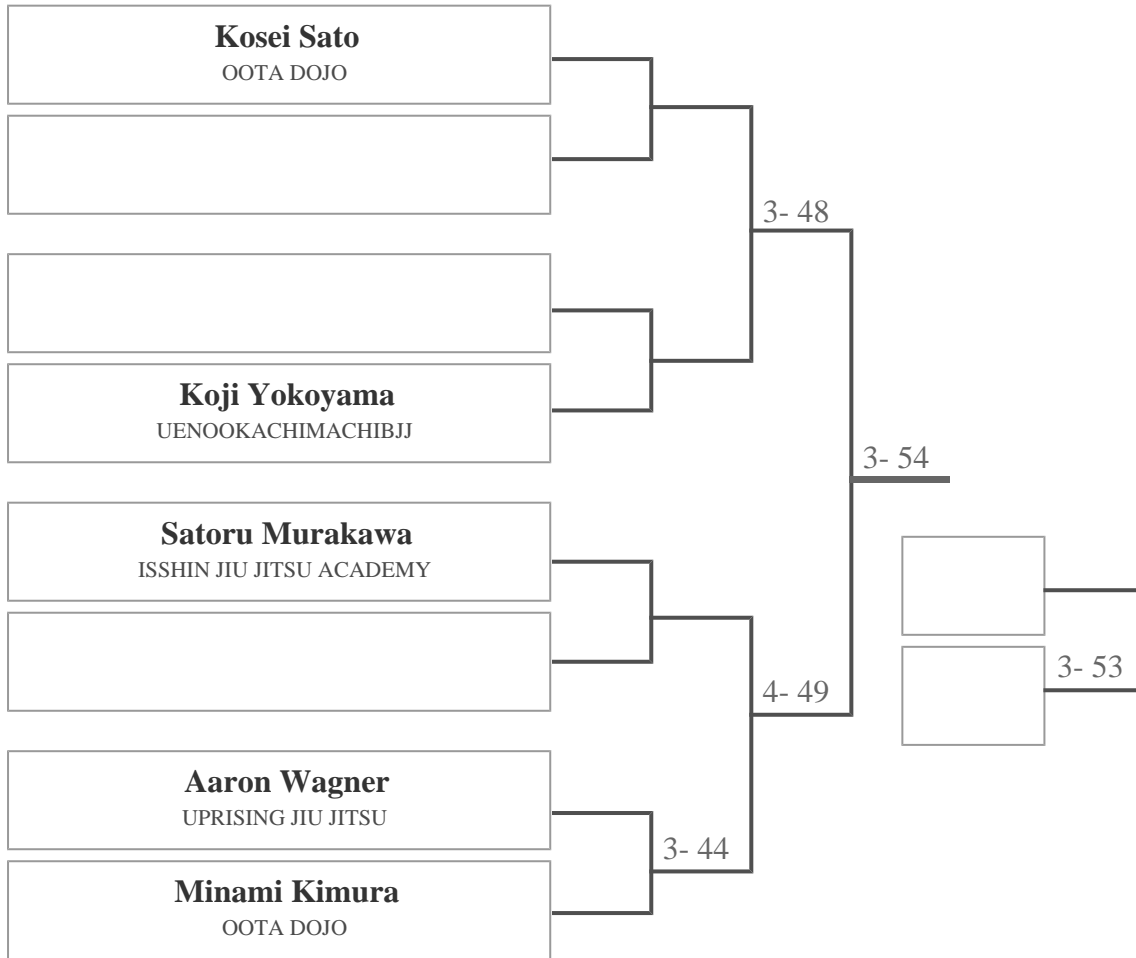 Kosei Sato
OOTA DOJO
3- 48
Koji Yokoyama
UENOOKACHIMACHIBJJ
3- 54
Satoru Murakawa
ISSHIN JIU JITSU ACADEMY
4- 49
3- 53
Aaron Wagner
UPRISING JIU JITSU
3- 44
Minami Kimura
OOTA DOJO